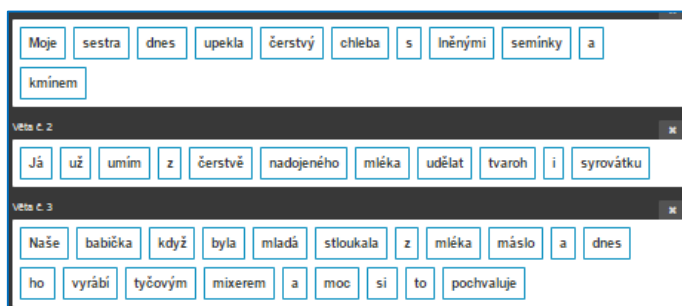 Moje sestra dnes upekla čerstvý chleba s lněnými semínky a
kmínem
Věta č. 2
Já už umím z čerstvě nadojeného mléka udělat tvaroh i syrovátku
Věta č. 3
Naše babička když byla mladá stloukala z mléka máslo a dnes
ho vyrábí tyčovým mixerem a moc si to pochvaluje